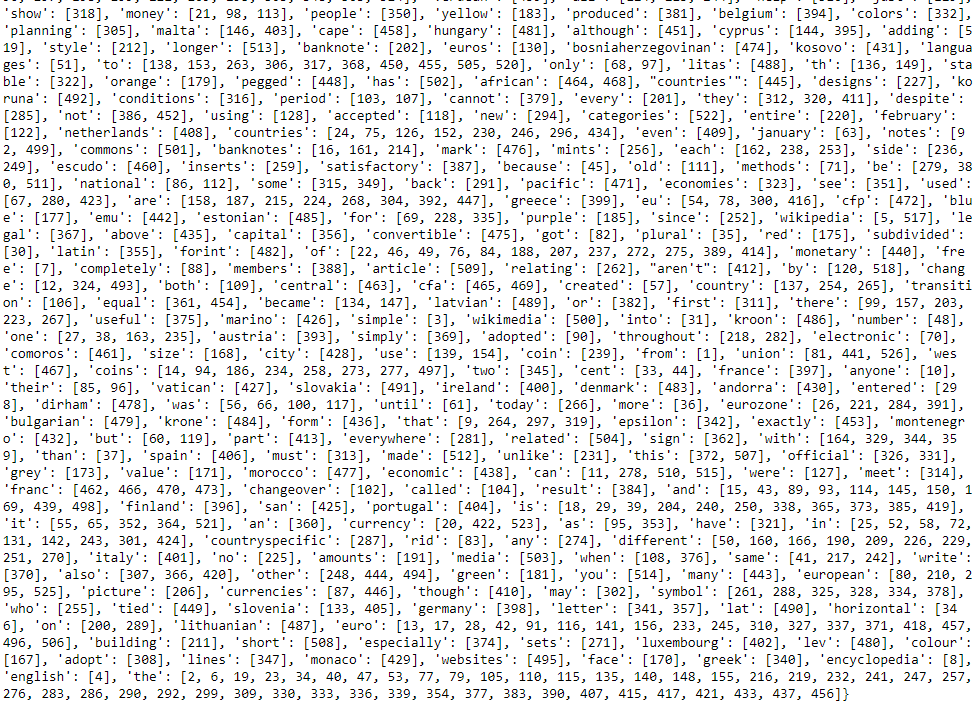 'show': [318], 'money': [21, 98, 113], 'people': [350], 'yellow': [183], 'produced': [381], 'belgium': [394], 'colors': [332],
'planning': [305], 'malta': [146, 403], 'cape': [458], 'hungary': [481], 'although': [451], 'cyprus': [144, 395], 'adding': [5
19], 'style': [212], 'longer': [513], 'banknote': [202], 'euros': [130], 'bosniaherzegovinan': [474], 'kosovo': [431], 'langua
ges': [51], 'to': [138, 153, 263, 306, 317, 368, 450, 455, 505, 520], 'only': [68, 97], 'litas': [488], 'th': [136, 149], 'sta
ble': [322], 'orange': [179], 'pegged': [448], 'has': [502], 'african': [464, 468], "countries'": [445], 'designs': [227], 'ko
runa': [492], 'conditions': [316], 'period': [103, 107], 'cannot': [379], 'every': [201], 'they': [312, 320, 411], 'despite':
[285], 'not': [386, 452], 'using': [128], 'accepted': [118], 'new': [294], 'categories': [522], 'entire': [220], 'february':
[122], 'netherlands': [408], 'countries': [24, 75, 126, 152, 230, 246, 296, 434], 'even': [409], 'january': [63], 'notes': [9
2, 499], 'commons': [501], 'banknotes': [16, 161, 214], 'mark': [476], 'mints': [256], 'each': [162, 238, 253], 'side': [236,
249], 'escudo': [460], 'inserts': [259], 'satisfactory': [387], 'because': [45], 'old': [111], 'methods': [71], 'be': [279, 38
0, 511], 'national': [86, 112], 'some': [315, 349], 'back': [291], 'pacific': [471], 'economies': [323], 'see': [351], 'used':
[67, 280, 423], 'are': [158, 187, 215, 224, 268, 304, 392, 447], 'greece': [399], 'eu': [54, 78, 300, 416], 'cfp': [472], 'blu
e': [177], 'emu': [442], 'estonian': [485], 'for': [69, 228, 335], 'purple': [185], 'since': [252], 'wikipedia': [5, 517], 'le
gal': [367], 'above': [435], 'capital': [356], 'convertible': [475], 'got': [82], 'plural': [35], 'red': [175], 'subdivided':
[30], 'latin': [355], 'forint': [482], 'of': [22, 46, 49, 76, 84, 188, 207, 237, 272, 275, 389, 414], 'monetary': [440], 'fre
e': [7], 'completely': [88], 'members': [388], 'article': [509], 'relating': [262], "aren't": [412], 'by': [120, 518], 'chang
e': [12, 324, 493], 'both': [109], 'central': [463], 'cfa': [465, 469], 'created': [57], 'country': [137, 254, 265], 'transiti
on': [106], 'equal': [361, 454], 'became': [134, 147], 'latvian': [489], 'or': [382], 'first': [311], 'there': [99, 157, 203,
223, 267], 'useful': [375], 'marino': [426], 'simple': [3], 'wikimedia': [500], 'into': [31], 'kroon': [486], 'number': [48],
'one': [27, 38, 163, 235], 'austria': [393], 'simply': [369], 'adopted': [90], 'throughout': [218, 282], 'electronic': [70],
'comoros': [461], 'size': [168], 'city': [428], 'use': [139, 154], 'coin': [239], 'from': [1], 'union': [81, 441, 526], 'wes
t': [467], 'coins': [14, 94, 186, 234, 258, 273, 277, 497], 'two': [345], 'cent': [33, 44], 'france': [397], 'anyone': [10],
'their': [85, 96], 'vatican': [427], 'slovakia': [491], 'ireland': [400], 'denmark': [483], 'andorra': [430], 'entered': [29
8], 'dirham': [478], 'was': [56, 66, 100, 117], 'until': [61], 'today': [266], 'more': [36], 'eurozone': [26, 221, 284, 391],
'bulgarian': [479], 'krone': [484], 'form': [436], 'that': [9, 264, 297, 319], 'epsilon': [342], 'exactly': [453], 'montenegr
o': [432], 'but': [60, 119], 'part': [413], 'everywhere': [281], 'related': [504], 'sign': [362], 'with': [164, 329, 344, 35
9], 'than': [37], 'spain': [406], 'must': [313], 'made': [512], 'unlike': [231], 'this': [372, 507], 'official': [326, 331],
'grey': [173], 'value': [171], 'morocco': [477], 'economic': [438], 'can': [11, 278, 510, 515], 'were': [127], 'meet': [314],
'franc': [462, 466, 470, 473], 'changeover': [102], 'called': [104], 'result': [384], 'and': [15, 43, 89, 93, 114, 145, 150, 1
69, 439, 498], 'finland': [396], 'san': [425], 'portugal': [404], 'is': [18, 29, 39, 204, 240, 250, 338, 365, 373, 385, 419],
'it': [55, 65, 352, 364, 521], 'an': [360], 'currency': [20, 422, 523], 'as': [95, 353], 'have': [321], 'in': [25, 52, 58, 72,
131, 142, 243, 301, 424], 'countryspecific': [287], 'rid': [83], 'any': [274], 'different': [50, 160, 166, 190, 209, 226, 229,
251, 270], 'italy': [401], 'no': [225], 'amounts': [191], 'media': [503], 'when': [108, 376], 'same': [41, 217, 242], 'write':
[370], 'also': [307, 366, 420], 'other': [248, 444, 494], 'green': [181], 'you': [514], 'many': [443], 'european': [80, 210, 2
95, 525], 'picture': [206], 'currencies': [87, 446], 'though': [410], 'may': [302], 'symbol': [261, 288, 325, 328, 334, 378],
'who': [255], 'tied': [449], 'slovenia': [133, 405], 'germany': [398], 'letter': [341, 357], 'lat': [490], 'horizontal': [34
6], 'on': [200, 289], 'lithuanian': [487], 'euro': [13, 17, 28, 42, 91, 116, 141, 156, 233, 245, 310, 327, 337, 371, 418, 457,
496, 506], 'building': [211], 'short': [508], 'especially': [374], 'sets': [271], 'luxembourg': [402], 'lev': [480], 'colour':
[167], 'adopt': [308], 'lines': [347], 'monaco': [429], 'websites': [495], 'face': [170], 'greek': [340], 'encyclopedia': [8],
'english': [4], 'the': [2, 6, 19, 23, 34, 40, 47, 53, 77, 79, 105, 110, 115, 135, 140, 148, 155, 216, 219, 232, 241, 247, 257,
276, 283, 286, 290, 292, 299, 309, 330, 333, 336, 339, 354, 377, 383, 390, 407, 415, 417, 421, 433, 437, 456]}